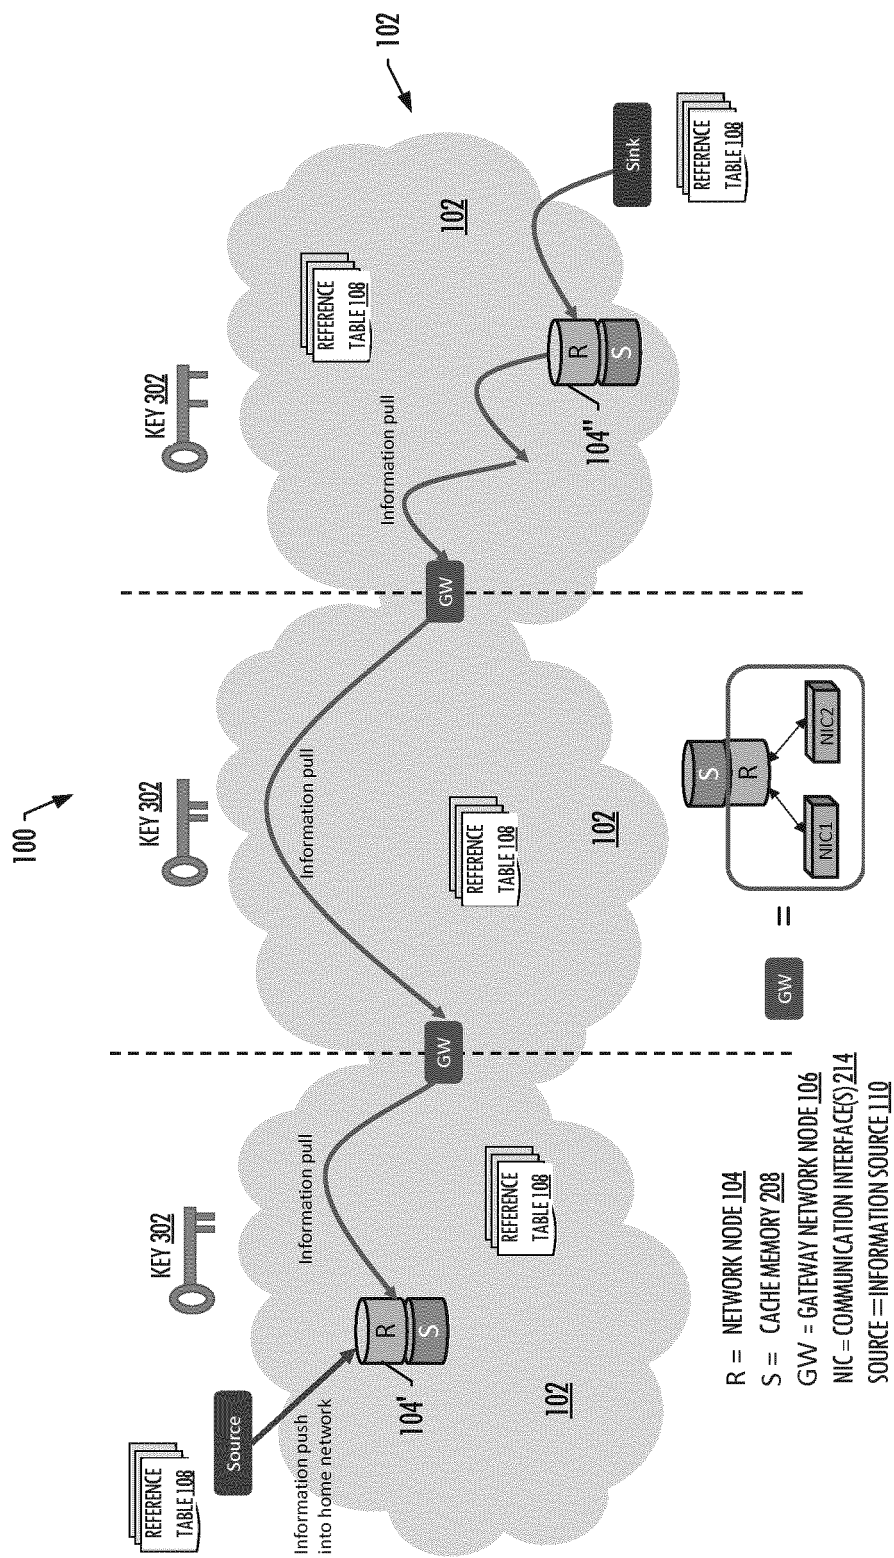 100
102
KEY 302
KEY 302
KEY 302
REFERENCE
TABLE 108
Source
Information push
into home network
104'
R
S
Information pull
REFERENCE
TABLE 108
102
GW
Information pull
REFERENCE
TABLE 108
102
GW
Information pull
REFERENCE
TABLE 108
102
R
S
104"
Sink
REFERENCE
TABLE 108
R = NETWORK NODE 104
S = CACHE MEMORY 208
GW = GATEWAY NETWORK NODE 106
NIC = COMMUNICATION INTERFACE(S) 214
SOURCE = INFORMATION SOURCE 110
GW
=
S
R
NIC1
NIC2